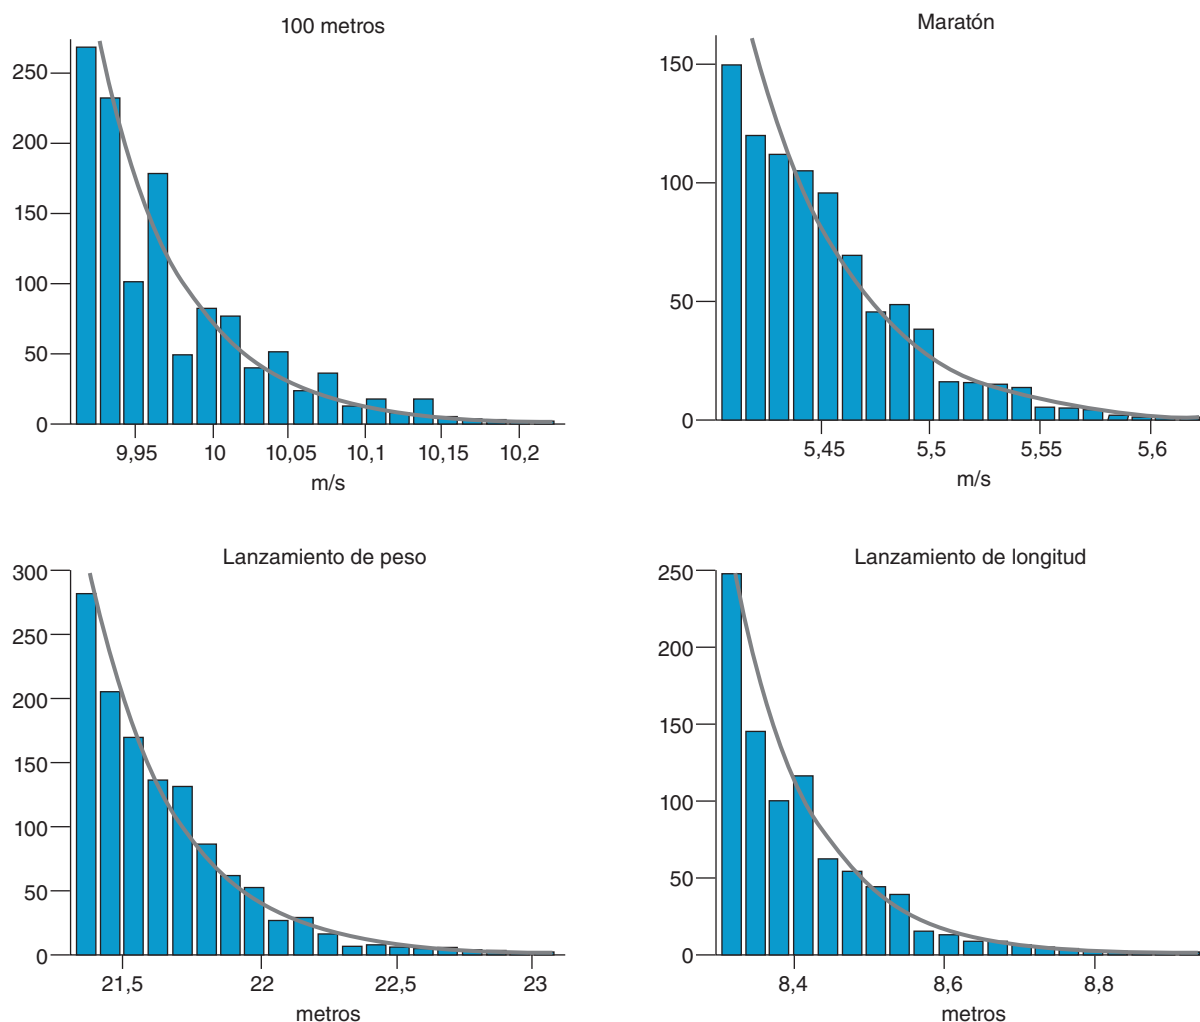 100 metros
250
200
150
100
50
0
9,95 10 10,05 10,1 10,15 10,2
m/s
Maratón
150
100
50
0
5,45 5,5 5,55 5,6
m/s
Lanzamiento de peso
300
250
200
150
100
50
0
21,5 22 22,5 23
metros
Lanzamiento de longitud
250
200
150
100
50
0
8,4 8,6 8,8
metros